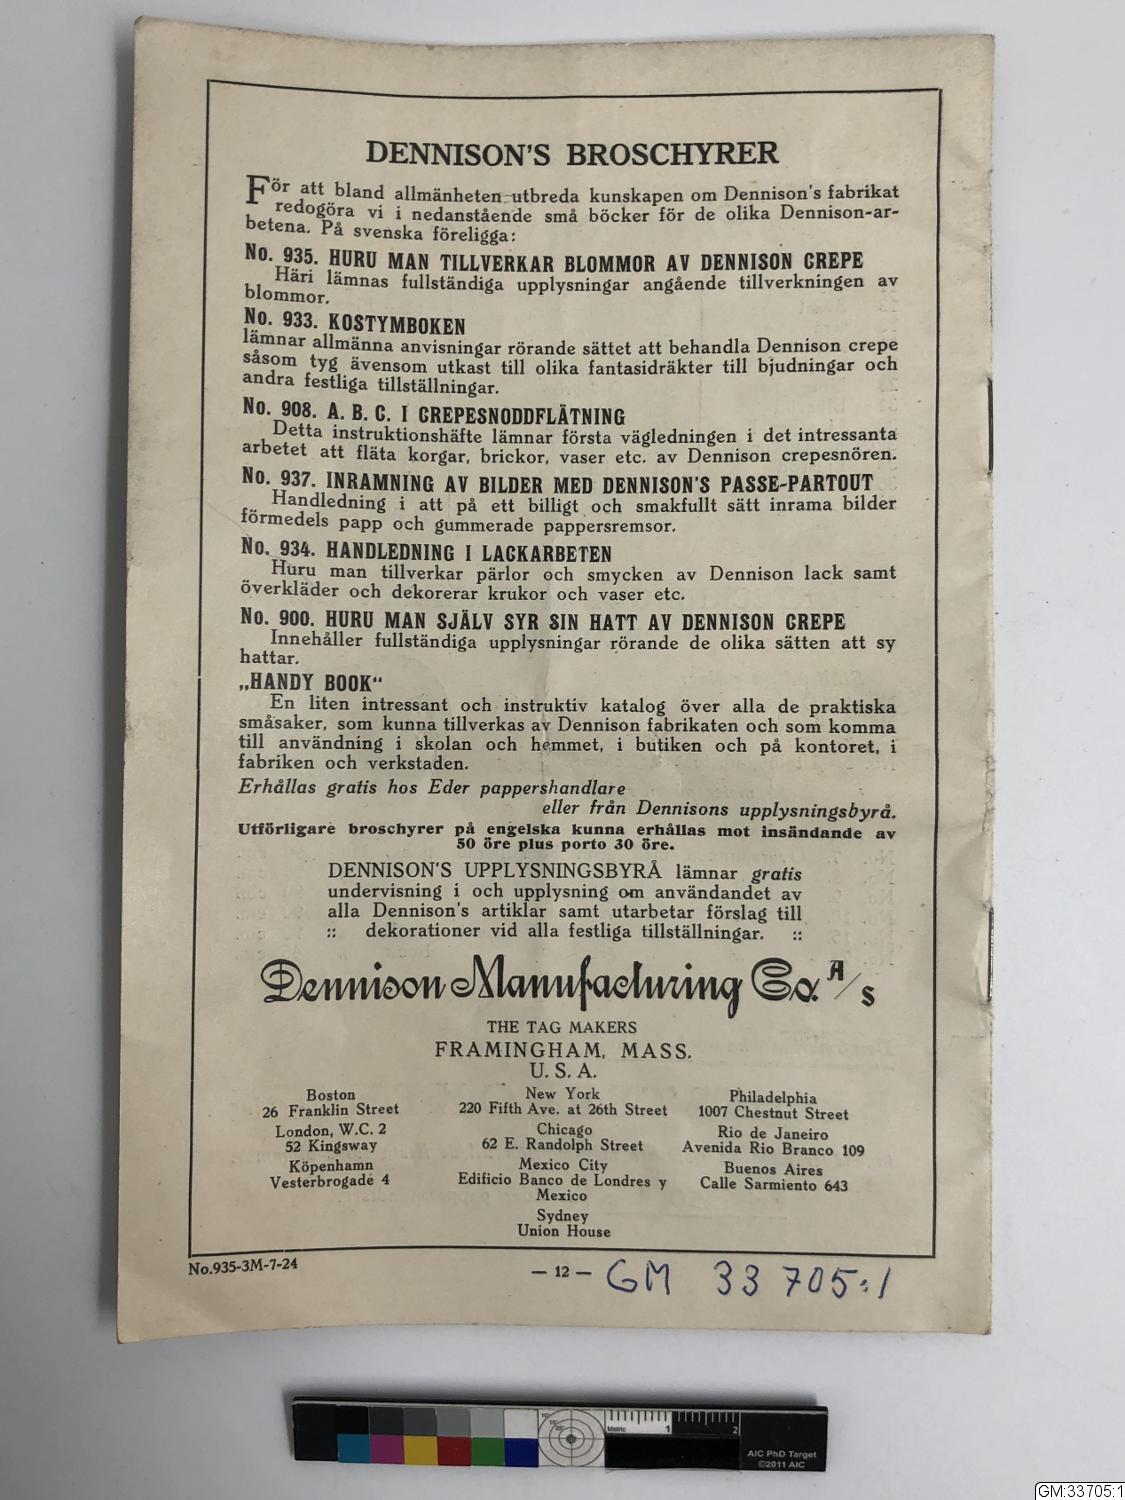 DENNISON'S BROSCHYRER
För att bland allmänheten utbreda kunskapen om Dennison's fabrikat
redogöra vi i nedanstående små böcker för de olika Dennison-ar-
betena. På svenska föreligga:
No. 935. HURU MAN TILLVERKAR BLOMMOR AV DENNISON CREPE
Häri lämnas fullständiga upplysningar angående tillverkningen av
blommor.
No. 933. KOSTYMBOKEN
lämnar allmänna anvisningar rörande sättet att behandla Dennison crepe
såsom tyg ävensom utkast till olika fantasidräkter till bjudningar och
andra festliga tillställningar.
No. 908. A. B. C. I CREPESNODDFLÄTNING
Detta instruktionshäfte lämnar första vägledningen i det intressanta
arbetet att fläta korgar, brickor, vaser etc. av Dennison crepesnören.
No. 937. INRAMNING AV BILDER MED DENNISON'S PASSE-PARTOUT
Handledning i att på ett billigt och smakfullt sätt inrama bilder
förmedels papp och gummerade pappersremsor.
No. 934. HANDLEDNING I LACKARBETEN
Huru man tillverkar pärlor och smycken av Dennison lack samt
överkläder och dekorerar krukor och vaser etc.
No. 900. HURU MAN SJÄLV SYR SIN HATT AV DENNISON CREPE
Innehåller fullständiga upplysningar rörande de olika sätten att sy
hattar.
„HANDY BOOK"
En liten intressant och instruktiv katalog över alla de praktiska
småsaker, som kunna tillverkas av Dennison fabrikaten och som komma
till användning i skolan och hemmet, i butiken och på kontoret, i
fabriken och verkstaden.
Erhållas gratis hos Eder pappershandlare
eller från Dennisons upplysningsbyrå.
Utförligare broschyrer på engelska kunna erhållas mot insändande av
50 öre plus porto 30 öre.
DENNISON'S UPPLYSNINGSBYRÅ lämnar gratis
undervisning i och upplysning om användandet av
alla Dennison's artiklar samt utarbetar förslag till
:: dekorationer vid alla festliga tillställningar. ::
Dennison Manufacturing Co. A/s
THE TAG MAKERS
FRAMINGHAM, MASS.
U. S. A.
Boston New York Philadelphia
26 Franklin Street 220 Fifth Ave. at 26th Street 1007 Chestnut Street
London, W.C. 2 Chicago Rio de Janeiro
52 Kingsway 62 E. Randolph Street Avenida Rio Branco 109
Köpenhamn Mexico City Buenos Aires
Vesterbrogade 4 Edificio Banco de Londres y Calle Sarmiento 643
Mexico
Sydney
Union House
No.935-3M-7-24 — 12 — GM 33 705:1
Metric 1 2
AIC PhD Target
©2011 AIC
GM:33705:1